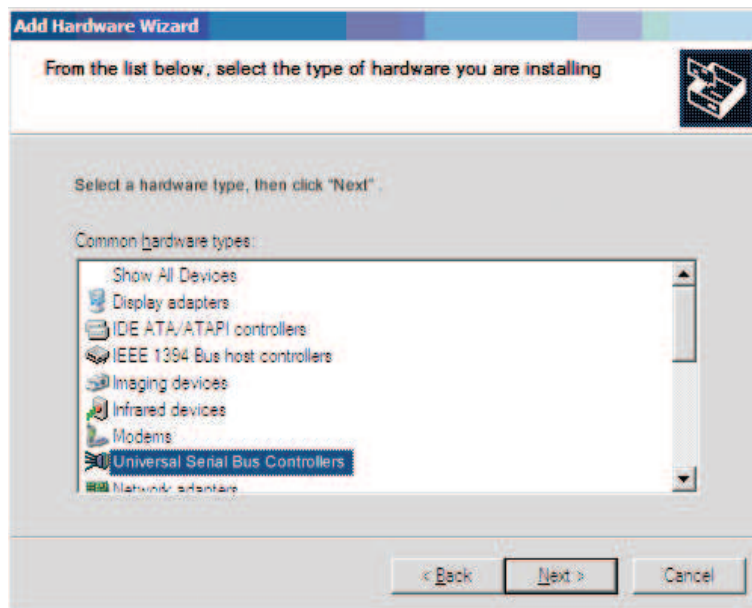 Add Hardware Wizard
From the list below, select the type of hardware you are installing
Select a hardware type, then click "Next" .
Common hardware types:
Show All Devices
Display adapters
IDE ATA/ATAPI controllers
IEEE 1394 Bus host controllers
Imaging devices
Infrared devices
Modems
Universal Serial Bus Controllers
Network adapters
< Back
Next >
Cancel